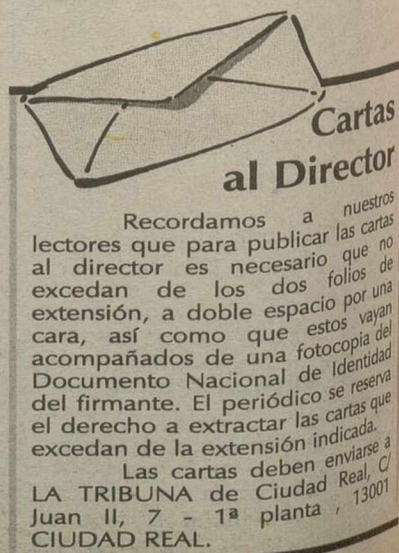 Cartas
al Director
Recordamos a nuestros
lectores que para publicar las cartas
al director es necesario que no
excedan de los dos folios de
extensión, a doble espacio por una
cara, así como que estos vayan
acompañados de una fotocopia del
Documento Nacional de Identidad
del firmante. El periódico se reserva
el derecho a extractar las cartas que
excedan de la extensión indicada.
Las cartas deben enviarse a
LA TRIBUNA de Ciudad Real, C/
Juan II, 7 - 1ª planta , 13001
CIUDAD REAL.